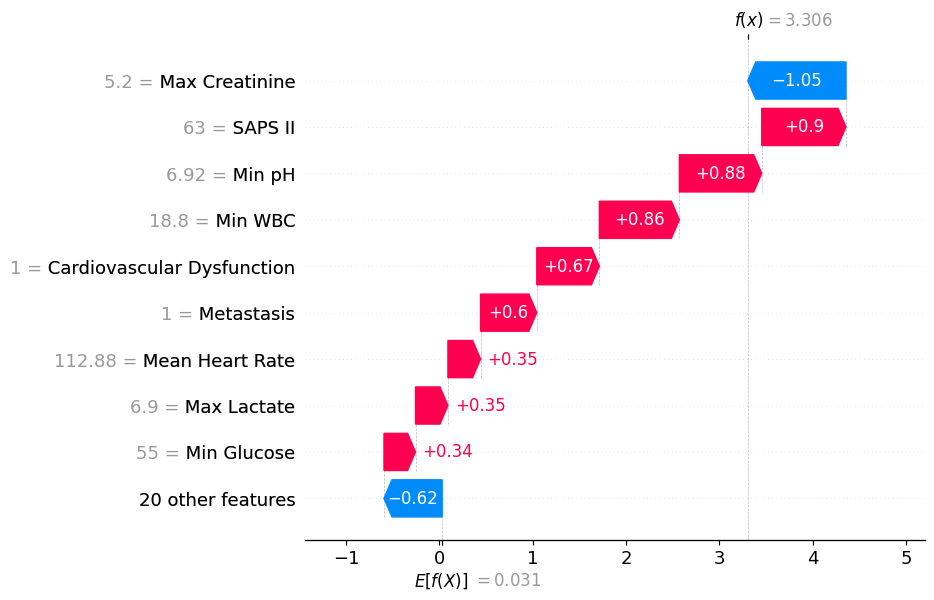 f(x) = 3.306
5.2 = Max Creatinine −1.05
63 = SAPS II +0.9
6.92 = Min pH +0.88
18.8 = Min WBC +0.86
1 = Cardiovascular Dysfunction +0.67
1 = Metastasis +0.6
112.88 = Mean Heart Rate +0.35
6.9 = Max Lactate +0.35
55 = Min Glucose +0.34
20 other features −0.62
−1 0 1 2 3 4 5
E[f(X)] = 0.031